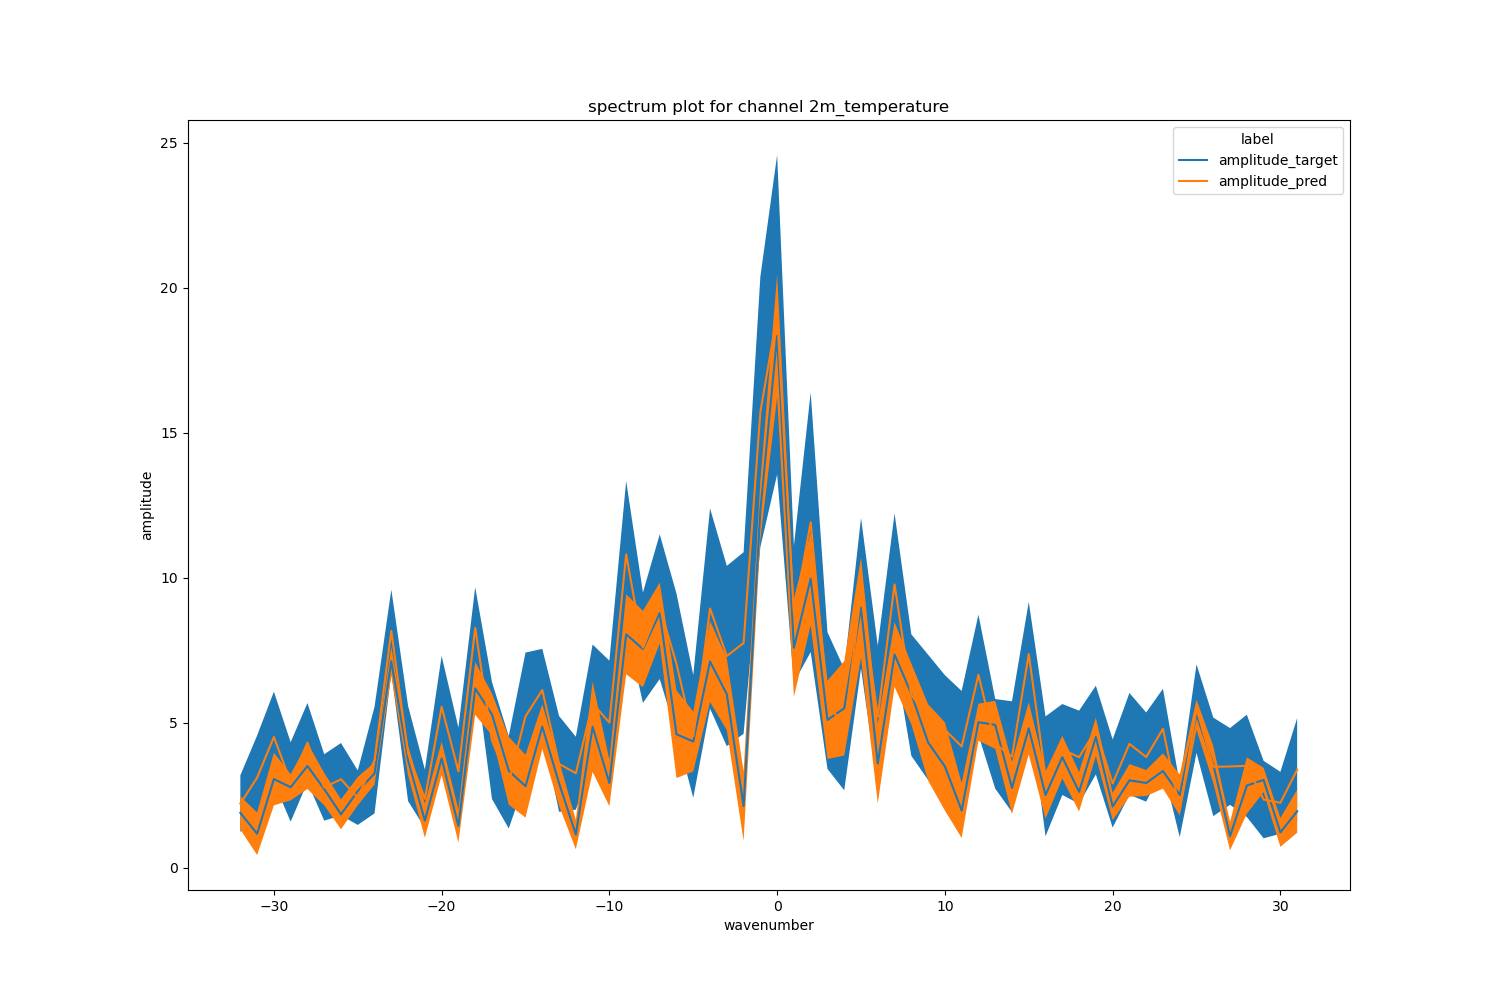 spectrum plot for channel 2m_temperature
label
amplitude_target
amplitude_pred
25
20
15
10
5
0
amplitude
−30
−20
−10
0
10
20
30
wavenumber